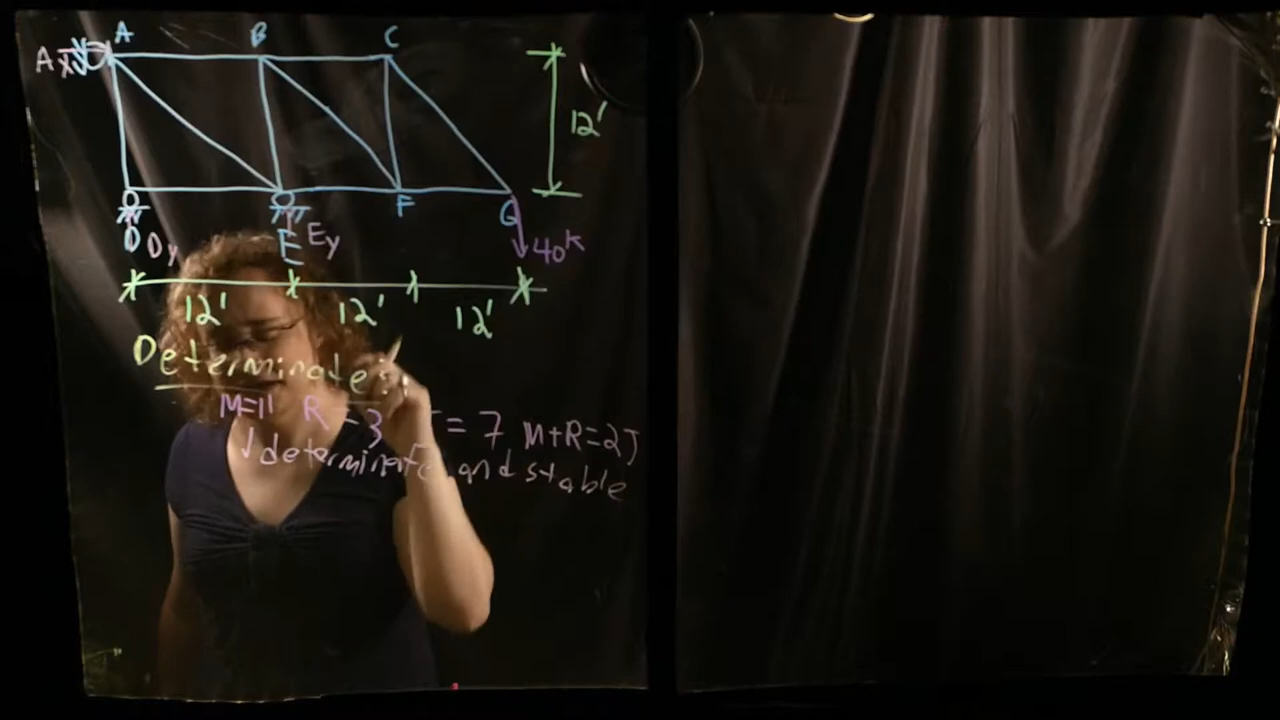 A B C
Ax 12'
F G
D Dy E Ey 40k
12' 12' 12'
Determinate?
M=11 R=3 = 7 M+R=2J
√ determinate and stable